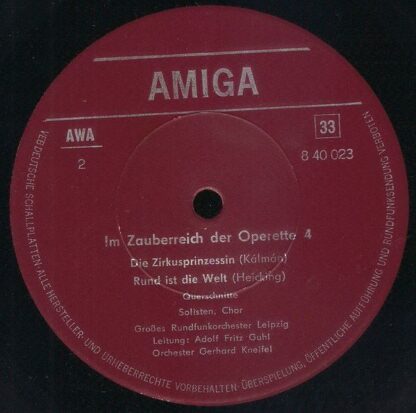 AMIGA
AWA
33
2
8 40 023
Im Zauberreich der Operette 4
Die Zirkusprinzessin (Kálmán)
Rund ist die Welt (Heicking)
Querschnitte
Solisten, Chor
Großes Rundfunkorchester Leipzig
Leitung: Adolf Fritz Guhl
Orchester Gerhard Kneifel
VEB DEUTSCHE SCHALLPLATTEN · ALLE HERSTELLER- UND URHEBERRECHTE VORBEHALTEN · ÜBERSPIELUNG, ÖFFENTLICHE AUFFÜHRUNG UND RUNDFUNKSENDUNG VERBOTEN